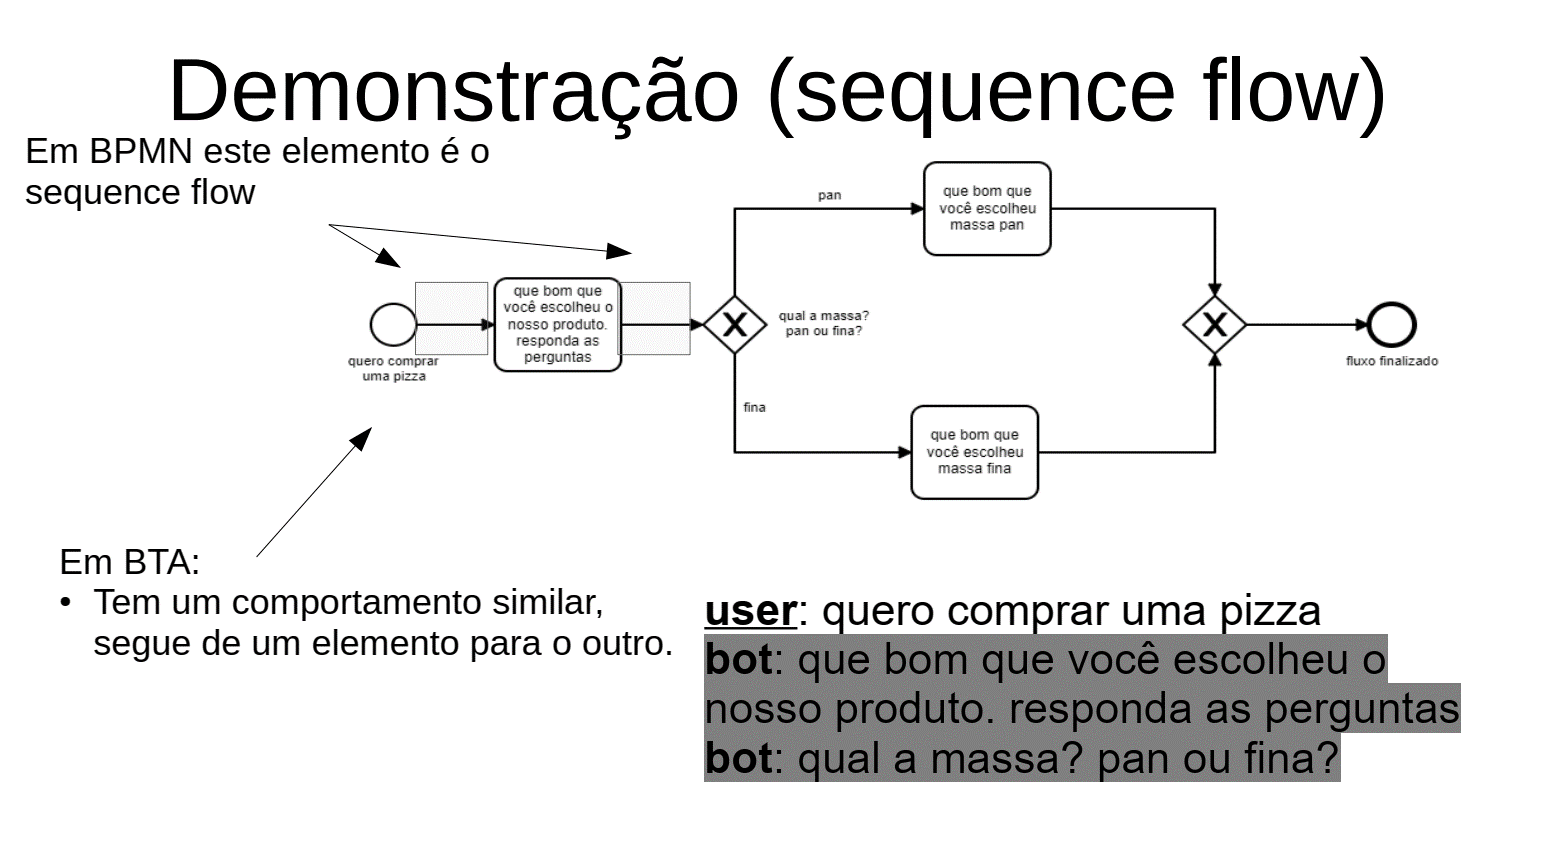 Demonstração (sequence flow)
Em BPMN este elemento é o
sequence flow
quero comprar
uma pizza
que bom que
você escolheu o
nosso produto.
responda as
perguntas
qual a massa?
pan ou fina?
pan
que bom que
você escolheu
massa pan
fina
que bom que
você escolheu
massa fina
fluxo finalizado
Em BTA:
• Tem um comportamento similar,
segue de um elemento para o outro.
user: quero comprar uma pizza
bot: que bom que você escolheu o
nosso produto. responda as perguntas
bot: qual a massa? pan ou fina?